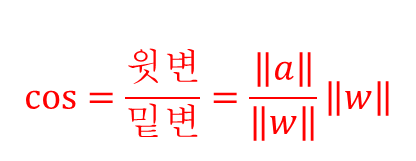 cos = 윗변/밑변 = ‖a‖/‖w‖ ‖w‖